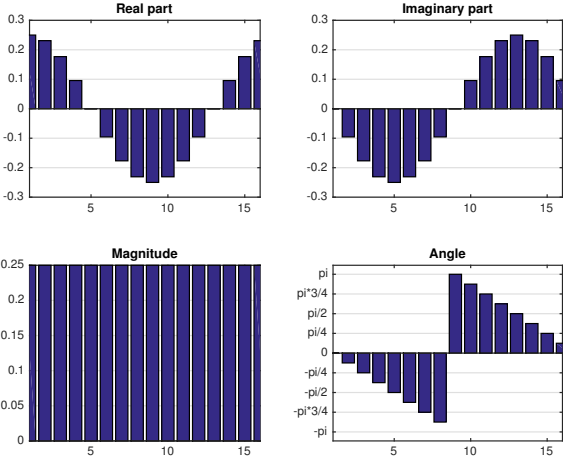 Real part
0.3
0.2
0.1
0
-0.1
-0.2
-0.3
5
10
15
Imaginary part
0.3
0.2
0.1
0
-0.1
-0.2
-0.3
5
10
15
Magnitude
0.25
0.2
0.15
0.1
0.05
0
5
10
15
Angle
pi
pi*3/4
pi/2
pi/4
0
-pi/4
-pi/2
-pi*3/4
-pi
5
10
15